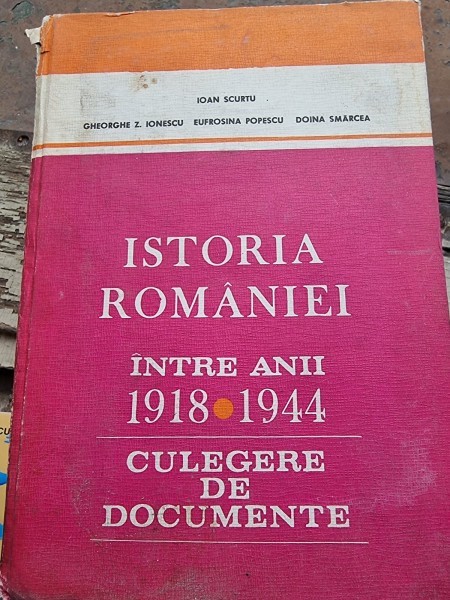 IOAN SCURTU
GHEORGHE Z. IONESCU EUFROSINA POPESCU DOINA SMÂRCEA
ISTORIA
ROMÂNIEI
ÎNTRE ANII
1918 • 1944
CULEGERE
DE
DOCUMENTE